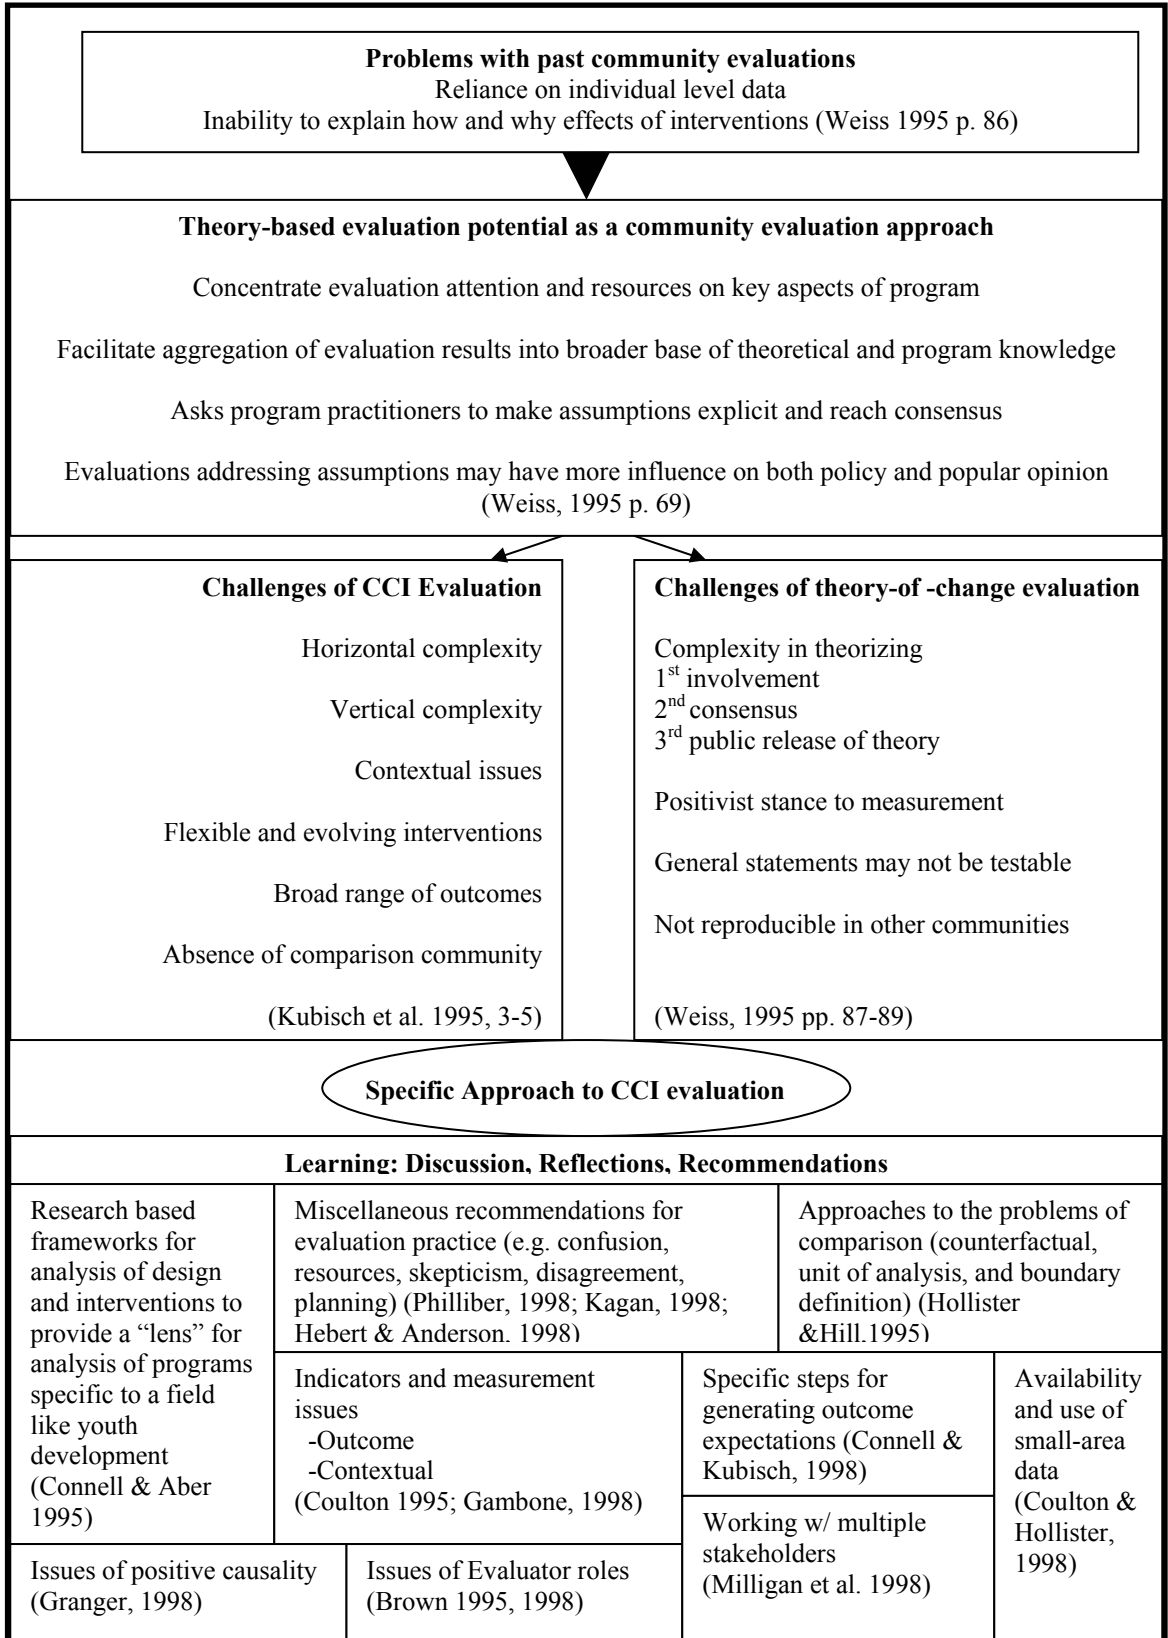 Problems with past community evaluations
Reliance on individual level data
Inability to explain how and why effects of interventions (Weiss 1995 p. 86)
Theory-based evaluation potential as a community evaluation approach
Concentrate evaluation attention and resources on key aspects of program
Facilitate aggregation of evaluation results into broader base of theoretical and program knowledge
Asks program practitioners to make assumptions explicit and reach consensus
Evaluations addressing assumptions may have more influence on both policy and popular opinion
(Weiss, 1995 p. 69)
Challenges of CCI Evaluation
Horizontal complexity
Vertical complexity
Contextual issues
Flexible and evolving interventions
Broad range of outcomes
Absence of comparison community
(Kubisch et al. 1995, 3-5)
Challenges of theory-of -change evaluation
Complexity in theorizing
1st involvement
2nd consensus
3rd public release of theory
Positivist stance to measurement
General statements may not be testable
Not reproducible in other communities
(Weiss, 1995 pp. 87-89)
Specific Approach to CCI evaluation
Learning: Discussion, Reflections, Recommendations
Research based
frameworks for
analysis of design
and interventions to
provide a “lens” for
analysis of programs
specific to a field
like youth
development
(Connell & Aber
1995)
Miscellaneous recommendations for
evaluation practice (e.g. confusion,
resources, skepticism, disagreement,
planning) (Philliber, 1998; Kagan, 1998;
Hebert & Anderson, 1998)
Approaches to the problems of
comparison (counterfactual,
unit of analysis, and boundary
definition) (Hollister
&Hill,1995)
Indicators and measurement
issues
-Outcome
-Contextual
(Coulton 1995; Gambone, 1998)
Specific steps for
generating outcome
expectations (Connell &
Kubisch, 1998)
Availability
and use of
small-area
data
(Coulton &
Hollister,
1998)
Working w/ multiple
stakeholders
(Milligan et al. 1998)
Issues of positive causality
(Granger, 1998)
Issues of Evaluator roles
(Brown 1995, 1998)